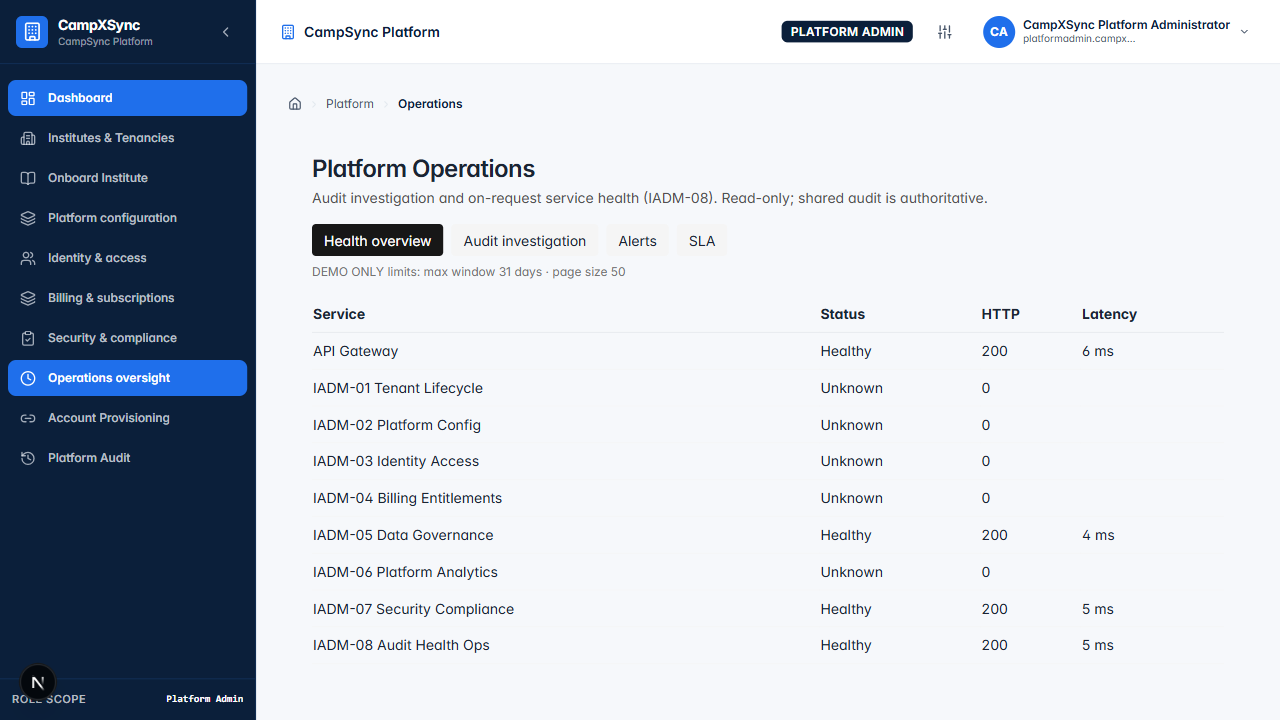 CampXSync
CampSync Platform
Dashboard
Institutes & Tenancies
Onboard Institute
Platform configuration
Identity & access
Billing & subscriptions
Security & compliance
Operations oversight
Account Provisioning
Platform Audit
N
SCOPE
Platform Admin
CampSync Platform
PLATFORM ADMIN
CA
CampXSync Platform Administrator
platformadmin.campx...
Platform
Operations
Platform Operations
Audit investigation and on-request service health (IADM-08). Read-only; shared audit is authoritative.
Health overview Audit investigation Alerts SLA
DEMO ONLY limits: max window 31 days · page size 50
Service Status HTTP Latency
API Gateway Healthy 200 6 ms
IADM-01 Tenant Lifecycle Unknown 0
IADM-02 Platform Config Unknown 0
IADM-03 Identity Access Unknown 0
IADM-04 Billing Entitlements Unknown 0
IADM-05 Data Governance Healthy 200 4 ms
IADM-06 Platform Analytics Unknown 0
IADM-07 Security Compliance Healthy 200 5 ms
IADM-08 Audit Health Ops Healthy 200 5 ms